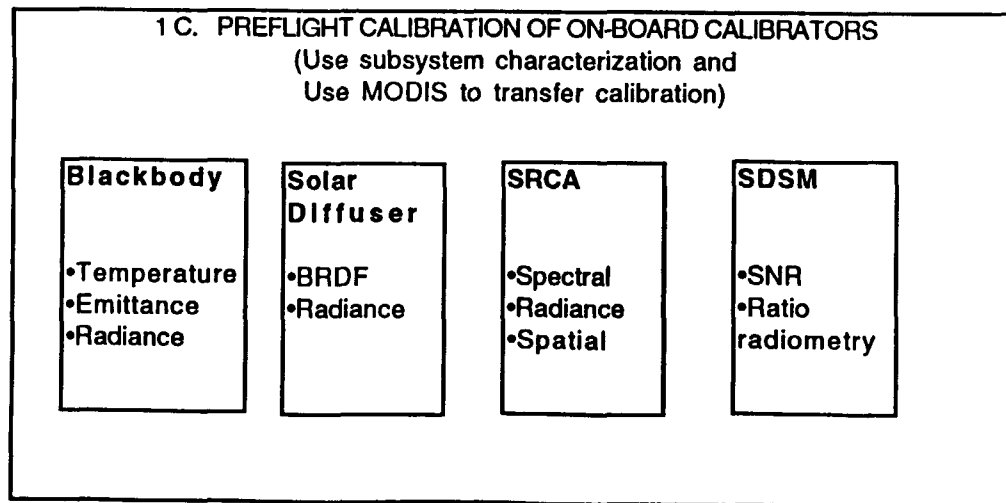 1 C. PREFLIGHT CALIBRATION OF ON-BOARD CALIBRATORS
(Use subsystem characterization and
Use MODIS to transfer calibration)
Blackbody
•Temperature
•Emittance
•Radiance
Solar
Diffuser
•BRDF
•Radiance
SRCA
•Spectral
•Radiance
•Spatial
SDSM
•SNR
•Ratio
radiometry